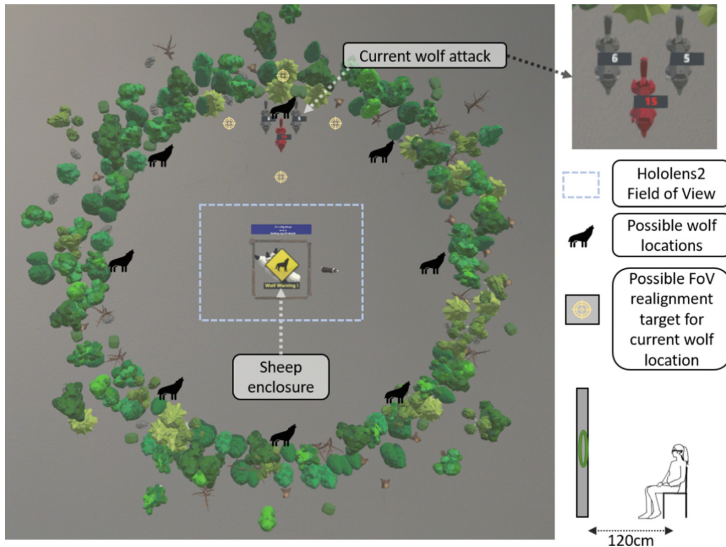 Current wolf attack
6
5
15
Hololens2
Field of View
Possible wolf
locations
Possible FoV
realignment
target for
current wolf
location
Wolf Warning !
Sheep
enclosure
120cm